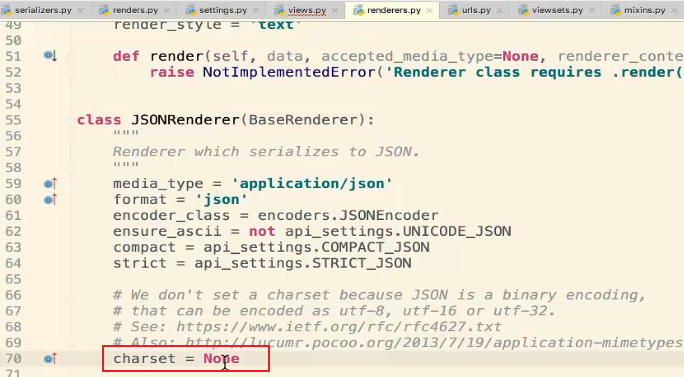 serializers.py × renders.py × settings.py × views.py × renderers.py × urls.py × viewsets.py × mixins.py ×
49 render_style = 'text'
50
51 def render(self, data, accepted_media_type=None, renderer_conte
52 raise NotImplementedError('Renderer class requires .render(
53
54
55 class JSONRenderer(BaseRenderer):
56 """
57 Renderer which serializes to JSON.
58 """
59 media_type = 'application/json'
60 format = 'json'
61 encoder_class = encoders.JSONEncoder
62 ensure_ascii = not api_settings.UNICODE_JSON
63 compact = api_settings.COMPACT_JSON
64 strict = api_settings.STRICT_JSON
65
66 # We don't set a charset because JSON is a binary encoding,
67 # that can be encoded as utf-8, utf-16 or utf-32.
68 # See: https://www.ietf.org/rfc/rfc4627.txt
69 # Also: http://lucumr.pocoo.org/2013/7/19/application-mimetypes
70 charset = None
71